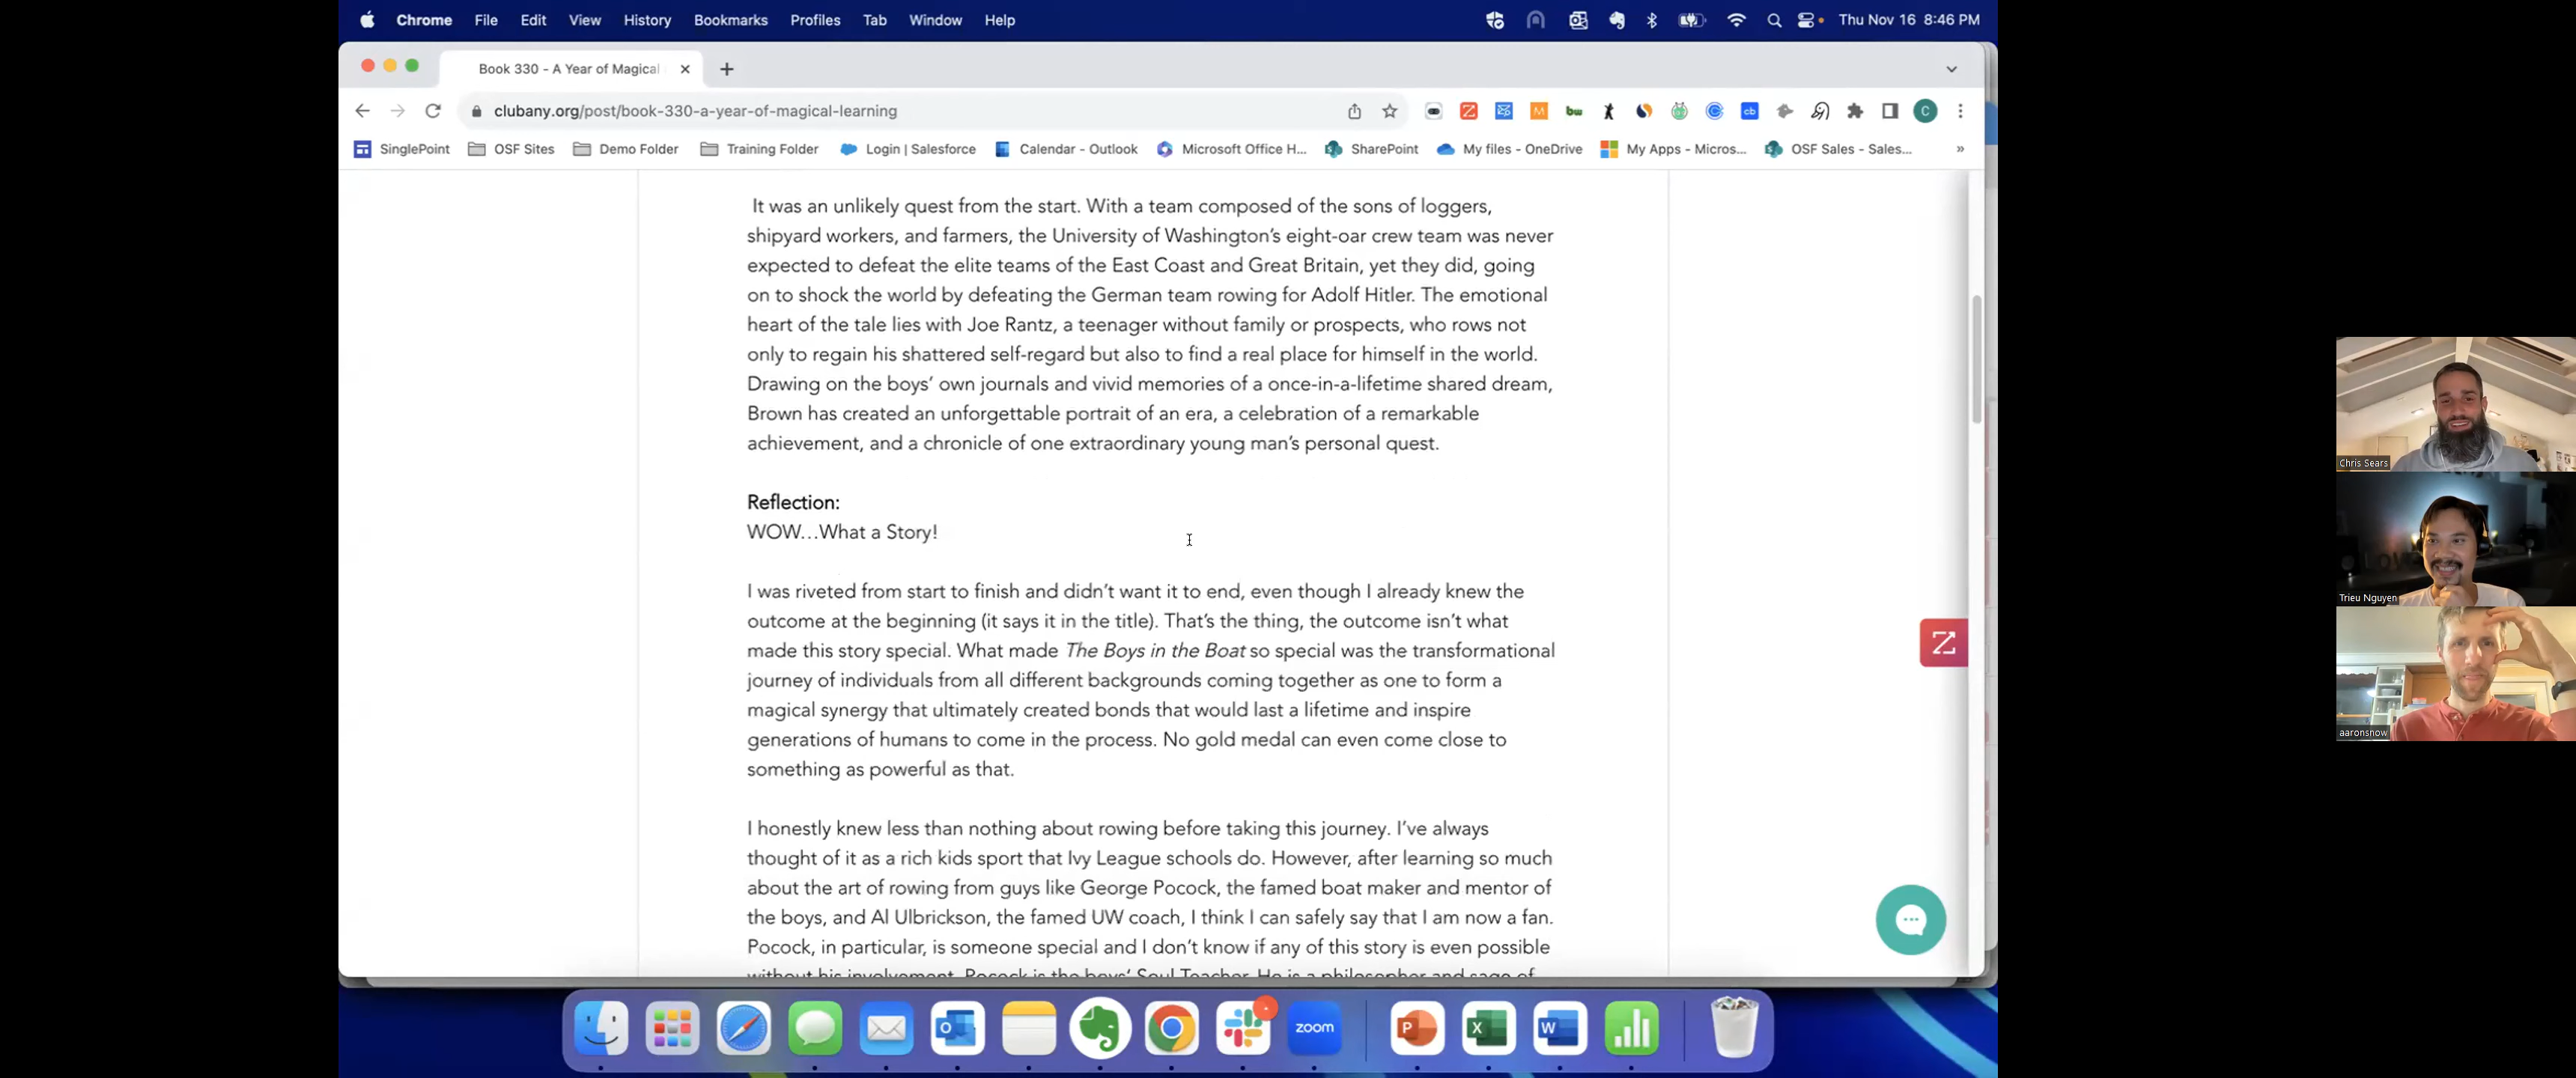 Chrome File Edit View History Bookmarks Profiles Tab Window Help Thu Nov 16 8:46 PM
Book 330 - A Year of Magical
clubany.org/post/book-330-a-year-of-magical-learning
SinglePoint OSF Sites Demo Folder Training Folder Login | Salesforce Calendar - Outlook Microsoft Office H... SharePoint My files - OneDrive My Apps - Micros... OSF Sales - Sales... »
It was an unlikely quest from the start. With a team composed of the sons of loggers,
shipyard workers, and farmers, the University of Washington’s eight-oar crew team was never
expected to defeat the elite teams of the East Coast and Great Britain, yet they did, going
on to shock the world by defeating the German team rowing for Adolf Hitler. The emotional
heart of the tale lies with Joe Rantz, a teenager without family or prospects, who rows not
only to regain his shattered self-regard but also to find a real place for himself in the world.
Drawing on the boys’ own journals and vivid memories of a once-in-a-lifetime shared dream,
Brown has created an unforgettable portrait of an era, a celebration of a remarkable
achievement, and a chronicle of one extraordinary young man’s personal quest.
Reflection:
WOW...What a Story!
I was riveted from start to finish and didn’t want it to end, even though I already knew the
outcome at the beginning (it says it in the title). That’s the thing, the outcome isn’t what
made this story special. What made The Boys in the Boat so special was the transformational
journey of individuals from all different backgrounds coming together as one to form a
magical synergy that ultimately created bonds that would last a lifetime and inspire
generations of humans to come in the process. No gold medal can even come close to
something as powerful as that.
I honestly knew less than nothing about rowing before taking this journey. I’ve always
thought of it as a rich kids sport that Ivy League schools do. However, after learning so much
about the art of rowing from guys like George Pocock, the famed boat maker and mentor of
the boys, and Al Ulbrickson, the famed UW coach, I think I can safely say that I am now a fan.
Pocock, in particular, is someone special and I don’t know if any of this story is even possible
without his involvement. Pocock is the boys’ Soul Teacher. He is a philosopher and sage of
Chris Sears
Trieu Nguyen
aaronsnow
M bw cb C
O zoom P X W